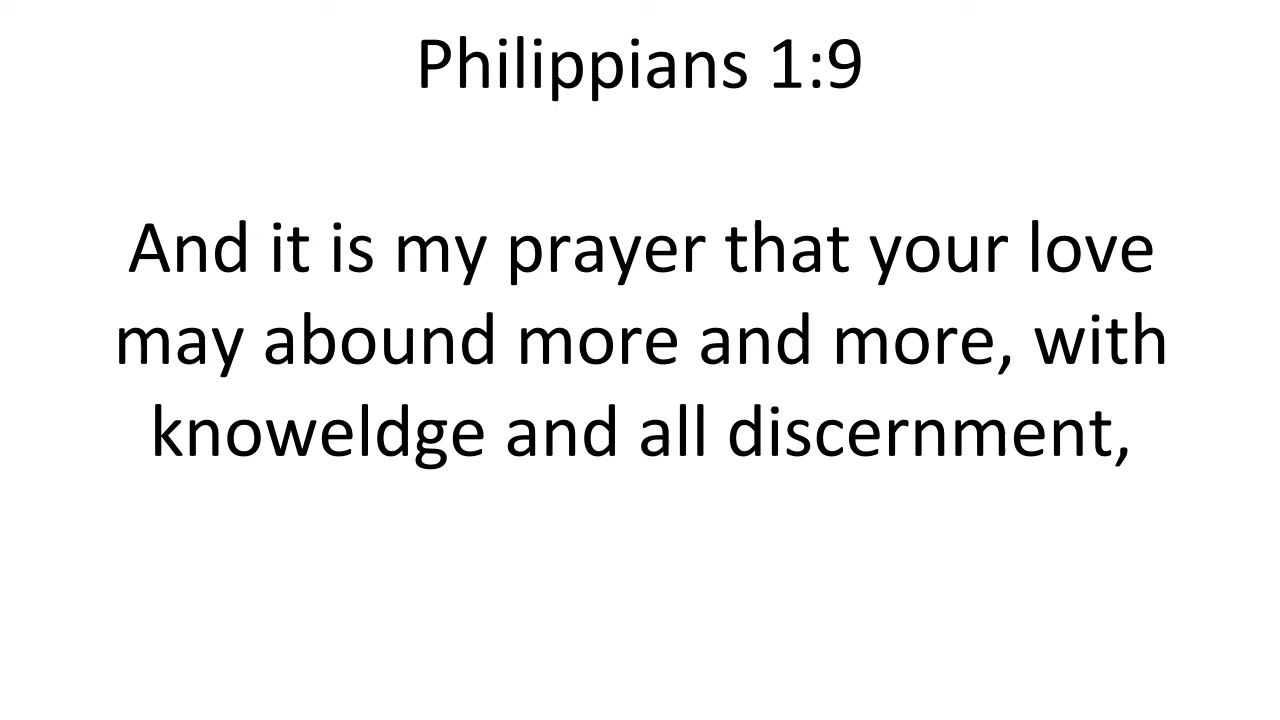 Philippians 1:9
And it is my prayer that your love
may abound more and more, with
knoweldge and all discernment,